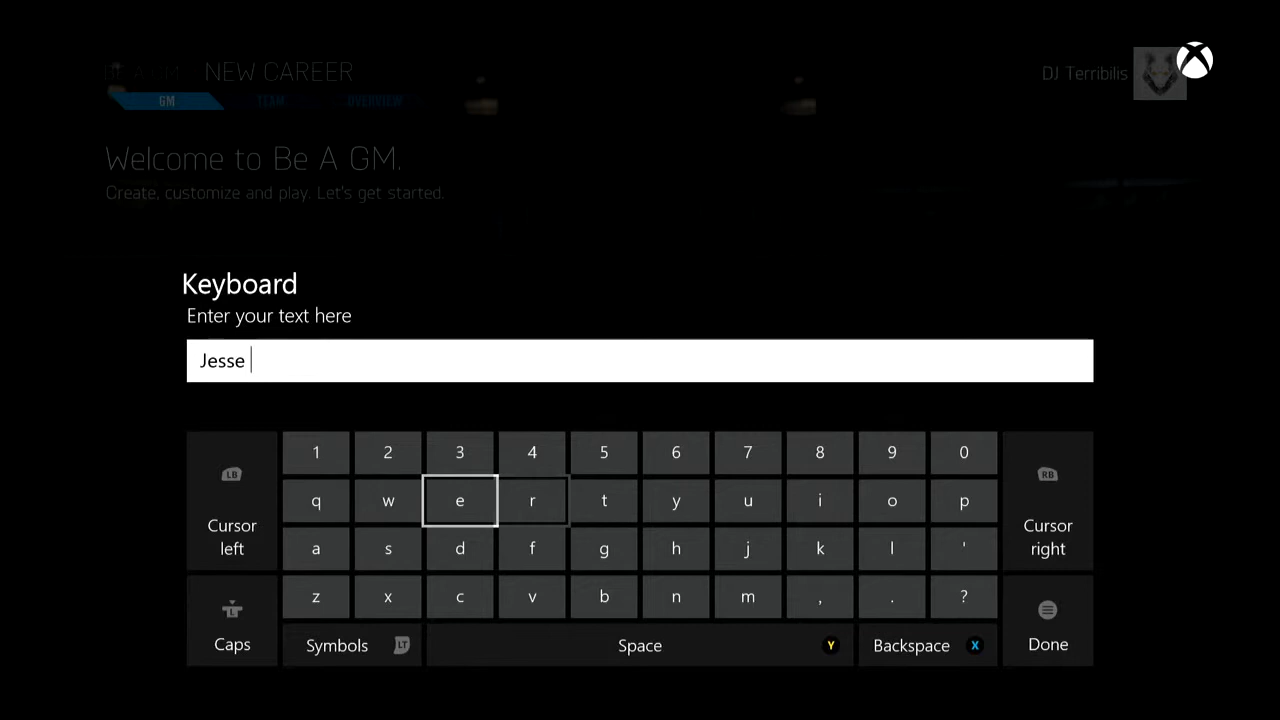 BE A GM NEW CAREER
DJ Terribilis
GM TEAM OVERVIEW
Welcome to Be A GM.
Create, customize and play. Let's get started.
Keyboard
Enter your text here
Jesse
1 2 3 4 5 6 7 8 9 0
q w e r t y u i o p
a s d f g h j k l '
z x c v b n m , . ?
LB
Cursor left
RB
Cursor right
L
Caps
Symbols LT
Space Y
Backspace X
Done